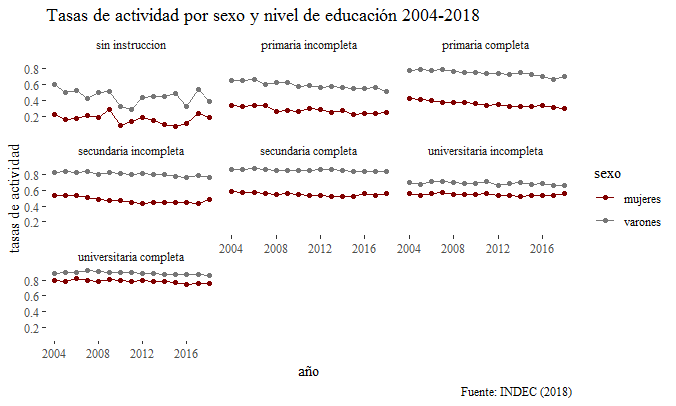 Tasas de actividad por sexo y nivel de educación 2004-2018
sin instruccion
primaria incompleta
primaria completa
0.8
0.6
0.4
0.2
secundaria incompleta
secundaria completa
universitaria incompleta
0.8
0.6
0.4
0.2
2004
2008
2012
2016
2004
2008
2012
2016
universitaria completa
0.8
0.6
0.4
0.2
2004
2008
2012
2016
tasas de actividad
año
sexo
mujeres
varones
Fuente: INDEC (2018)